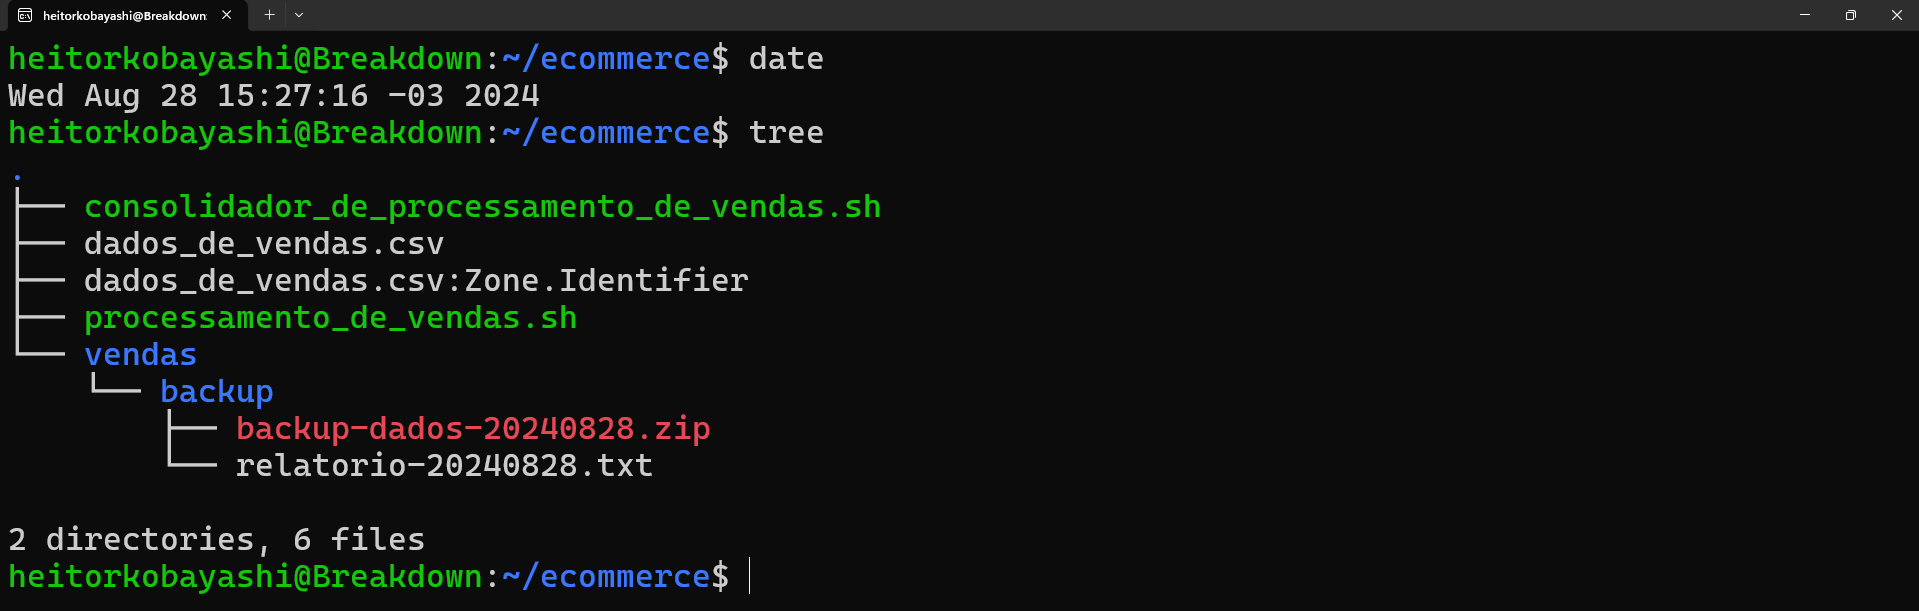 heitorkobayashi@Breakdown:
heitorkobayashi@Breakdown:~/ecommerce$ date
Wed Aug 28 15:27:16 -03 2024
heitorkobayashi@Breakdown:~/ecommerce$ tree
.
├── consolidador_de_processamento_de_vendas.sh
├── dados_de_vendas.csv
├── dados_de_vendas.csv:Zone.Identifier
├── processamento_de_vendas.sh
└── vendas
    └── backup
        ├── backup-dados-20240828.zip
        └── relatorio-20240828.txt
2 directories, 6 files
heitorkobayashi@Breakdown:~/ecommerce$